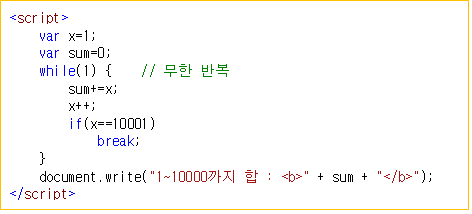 <script>
    var x=1;
    var sum=0;
    while(1) {    // 무한 반복
        sum+=x;
        x++;
        if(x==10001)
            break;
    }
    document.write("1~10000까지 합 : <b>" + sum + "</b>");
</script>